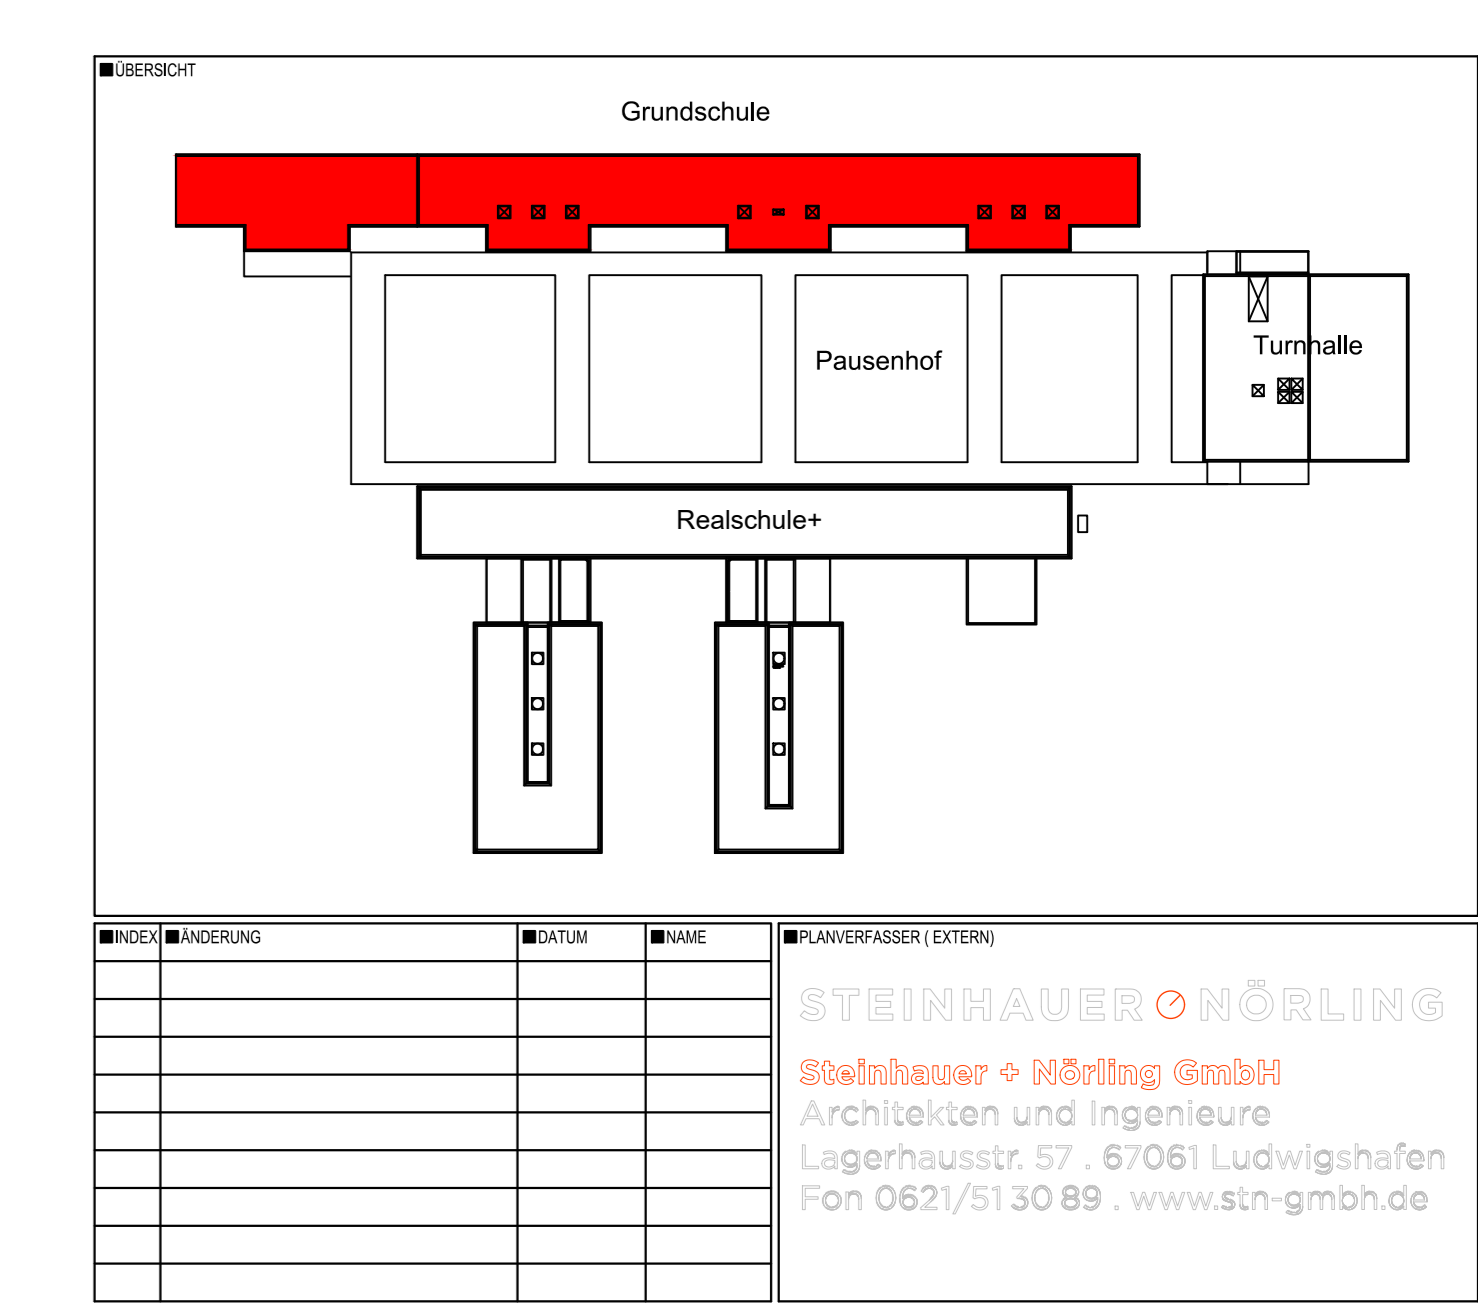 ÜBERSICHT
Grundschule
Pausenhof
Turnhalle
Realschule+
INDEX ÄNDERUNG DATUM NAME
PLANVERFASSER ( EXTERN)
STEINHAUER NÖRLING
Steinhauer + Nörling GmbH
Architekten und Ingenieure
Lagerhausstr. 57 . 67061 Ludwigshafen
Fon 0621/51 30 89 . www.stn-gmbh.de